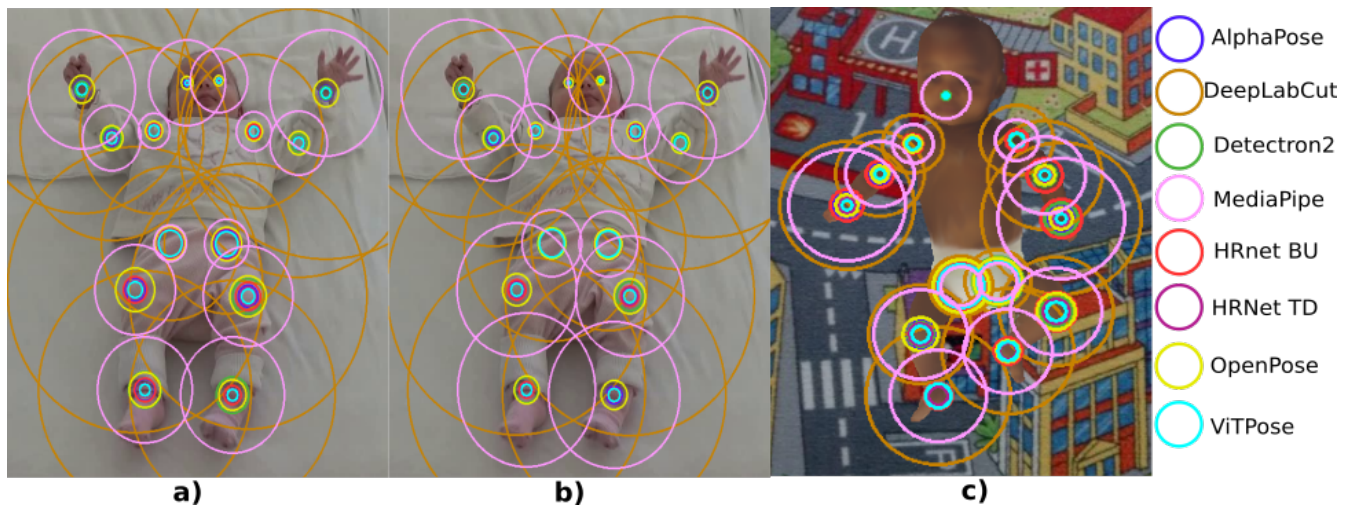 H
AlphaPose
DeepLabCut
Detectron2
MediaPipe
HRnet BU
HRNet TD
OpenPose
ViTPose
a)
b)
c)